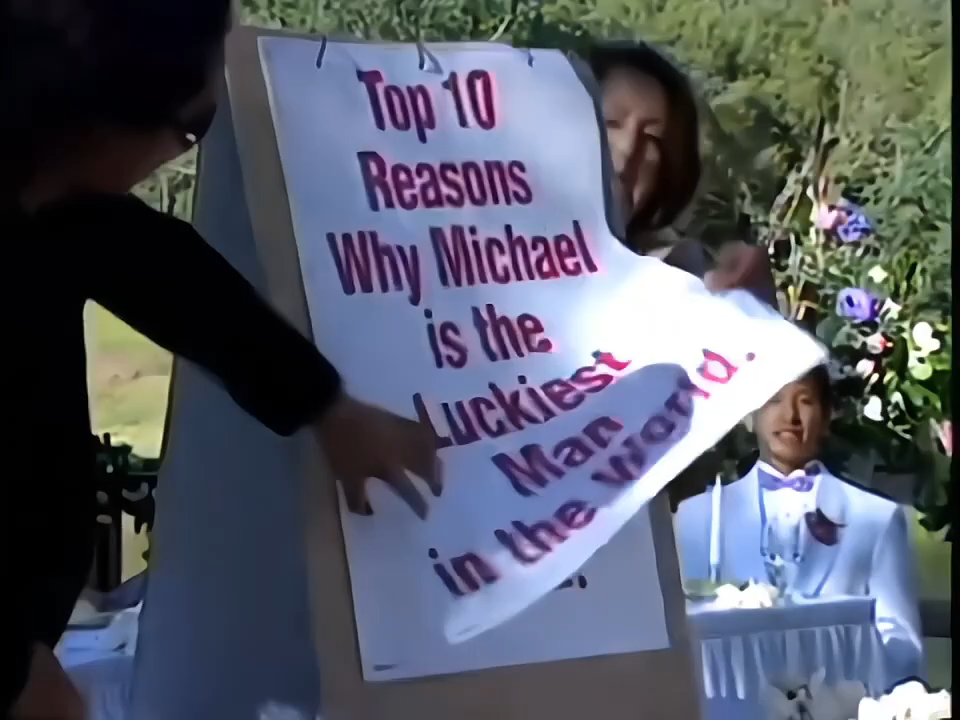 Top 10
Reasons
Why Michael
is the
Luckiest
Man
in the World.